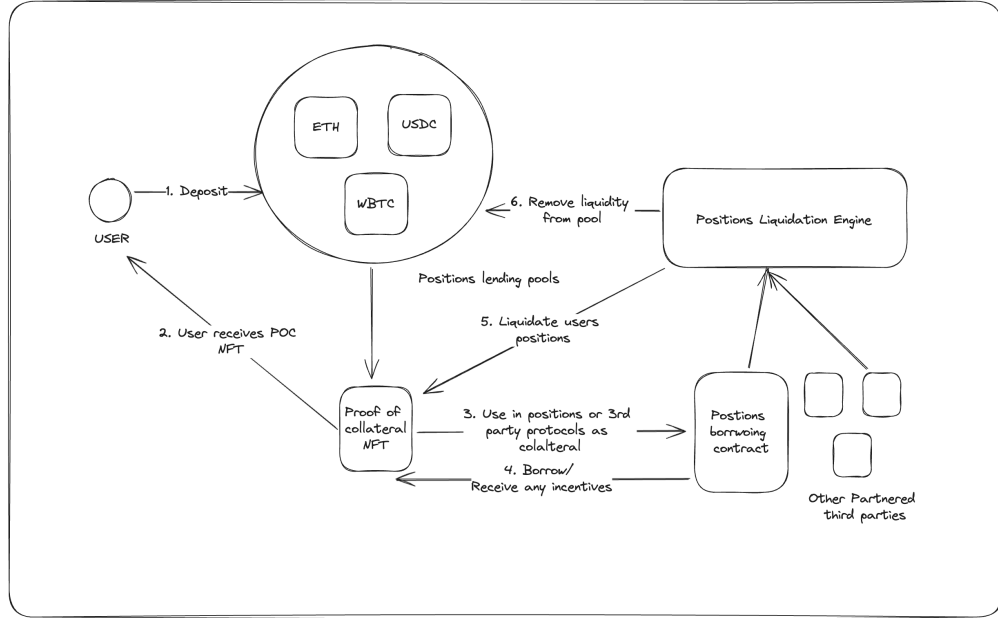 ETH
USDC
WBTC
1. Deposit
USER
6. Remove liquidity
from pool
Positions Liquidation Engine
Positions lending pools
2. User receives POC
NFT
5. Liquidate users
positions
Proof of
collateral
NFT
3. Use in positions or 3rd
party protocols as
colalteral
4. Borrow/
Receive any incentives
Postions
borrwoing
contract
Other Partnered
third parties